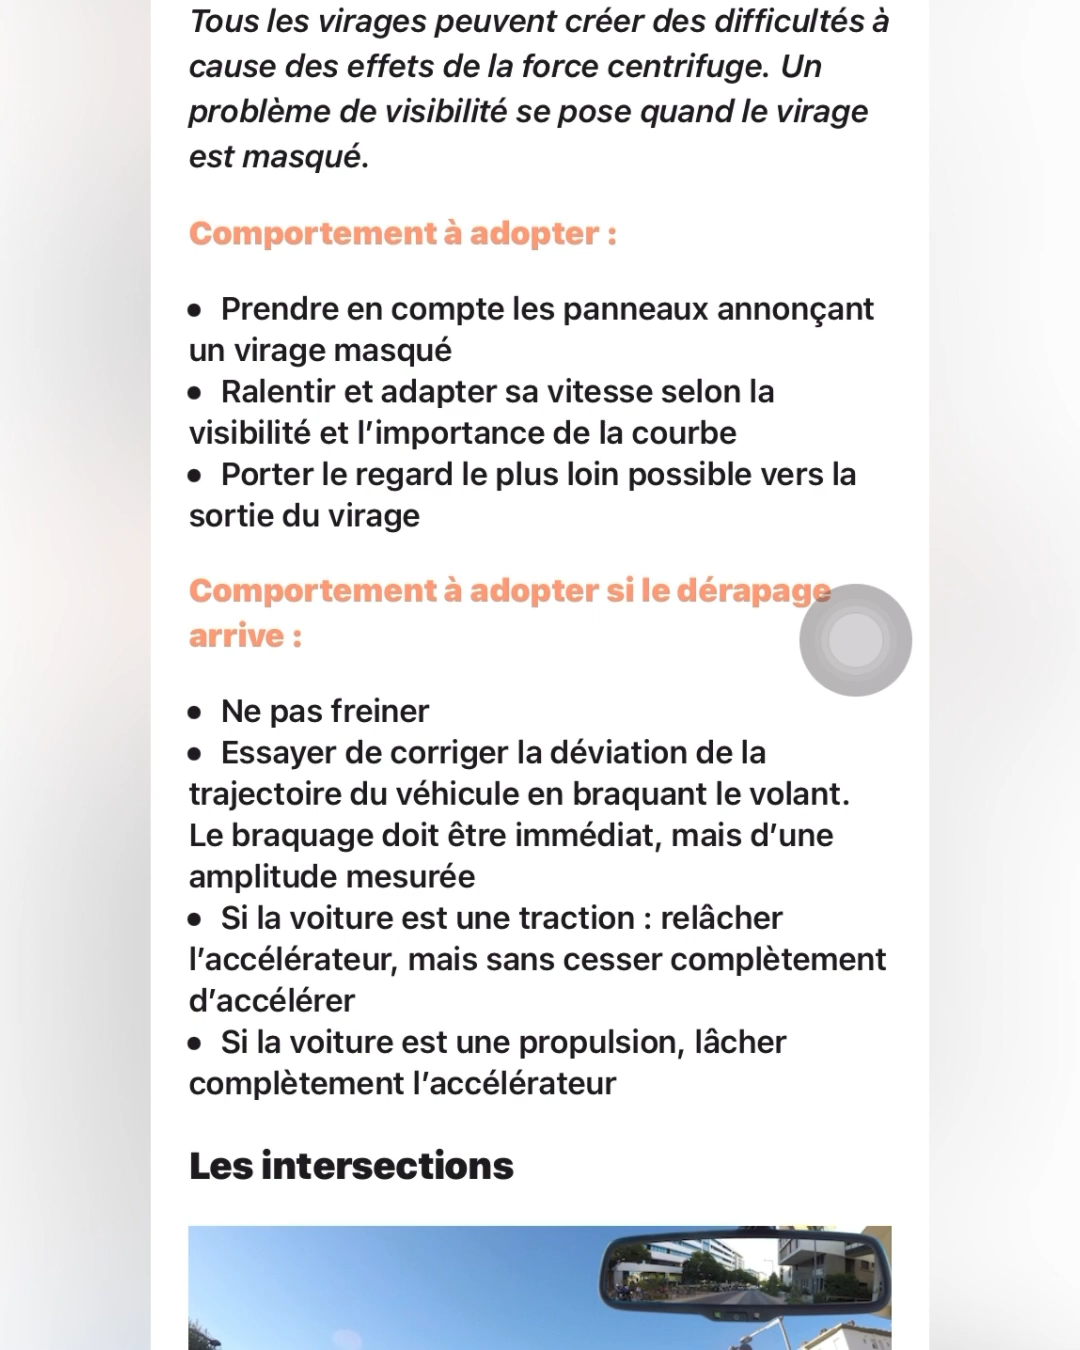 Tous les virages peuvent créer des difficultés à
cause des effets de la force centrifuge. Un
problème de visibilité se pose quand le virage
est masqué.
Comportement à adopter :
• Prendre en compte les panneaux annonçant
un virage masqué
• Ralentir et adapter sa vitesse selon la
visibilité et l’importance de la courbe
• Porter le regard le plus loin possible vers la
sortie du virage
Comportement à adopter si le dérapage
arrive :
• Ne pas freiner
• Essayer de corriger la déviation de la
trajectoire du véhicule en braquant le volant.
Le braquage doit être immédiat, mais d’une
amplitude mesurée
• Si la voiture est une traction : relâcher
l’accélérateur, mais sans cesser complètement
d’accélérer
• Si la voiture est une propulsion, lâcher
complètement l’accélérateur
Les intersections